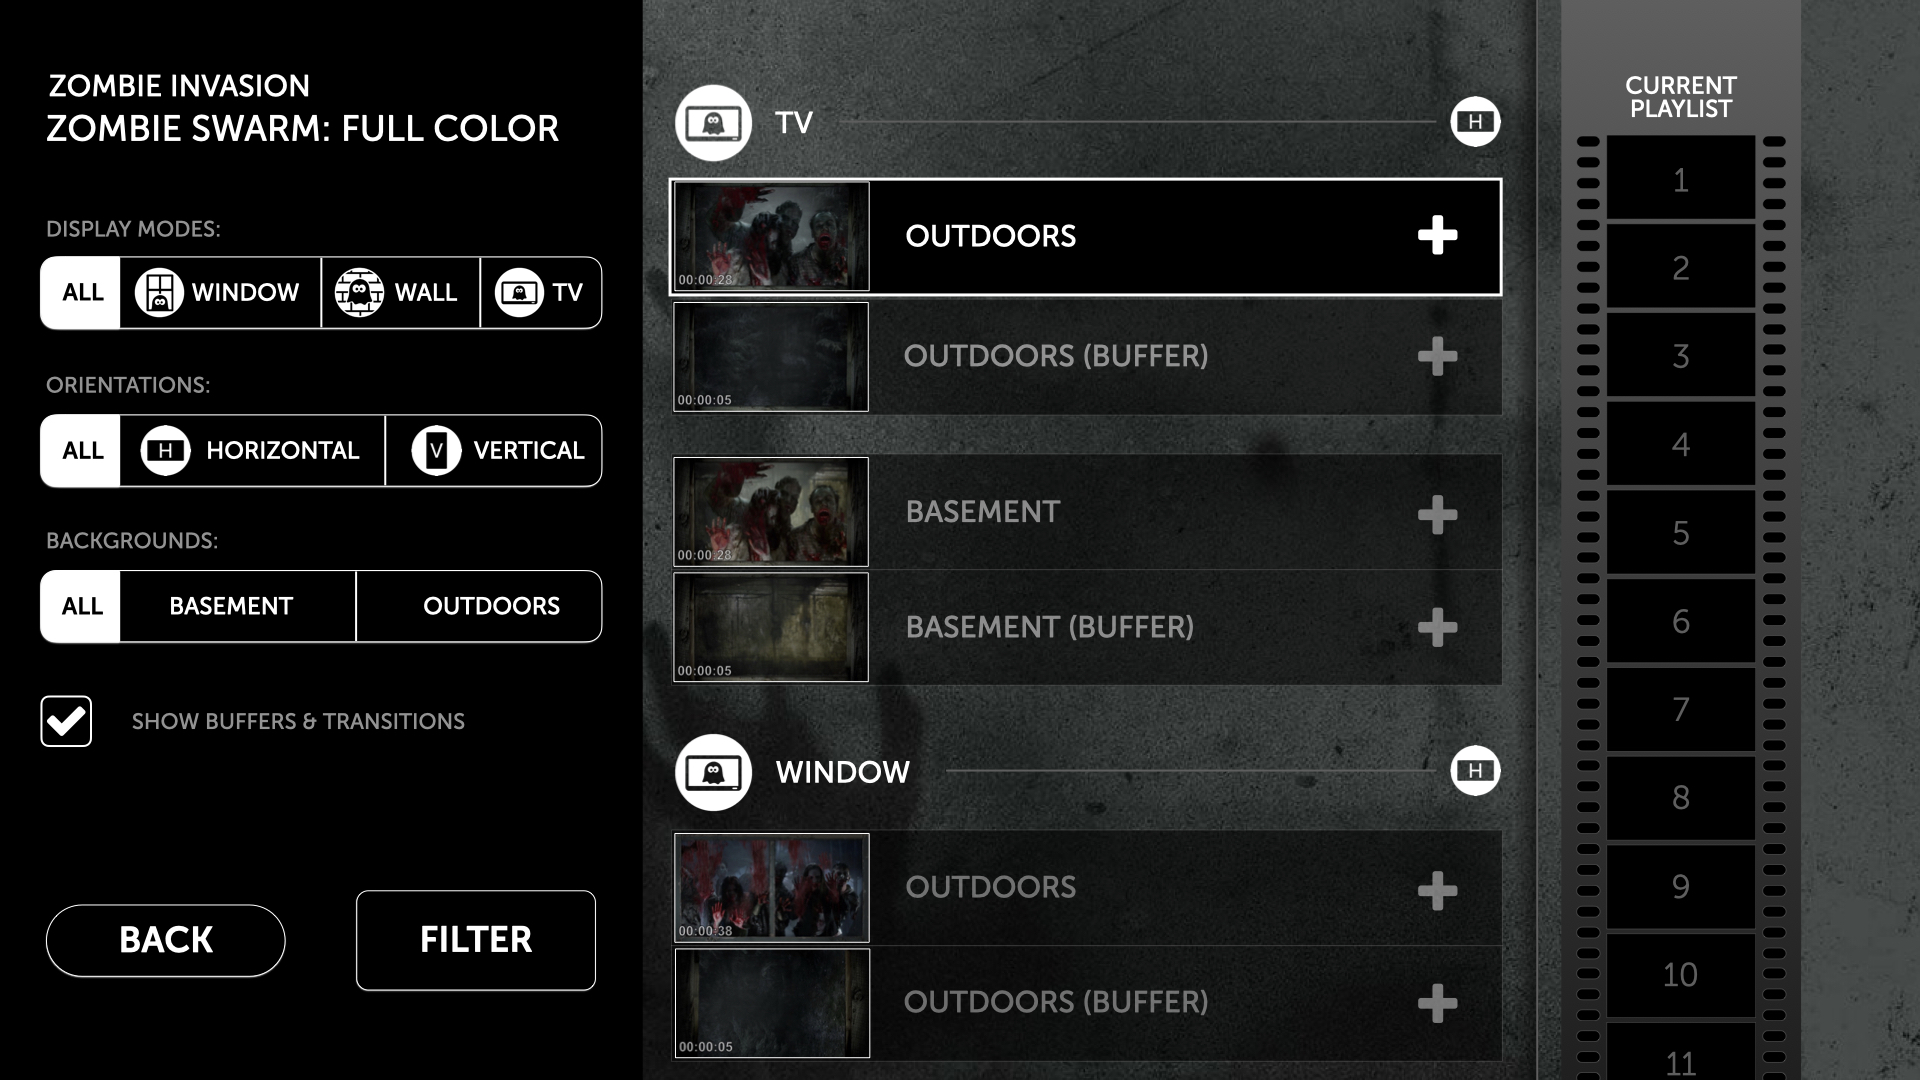 ZOMBIE INVASION
ZOMBIE SWARM: FULL COLOR
DISPLAY MODES:
ALL
WINDOW
WALL
TV
ORIENTATIONS:
ALL
H
HORIZONTAL
V
VERTICAL
BACKGROUNDS:
ALL
BASEMENT
OUTDOORS
SHOW BUFFERS & TRANSITIONS
BACK
FILTER
TV
H
00:00:28
OUTDOORS
00:00:05
OUTDOORS (BUFFER)
00:00:28
BASEMENT
00:00:05
BASEMENT (BUFFER)
WINDOW
H
00:00:38
OUTDOORS
00:00:05
OUTDOORS (BUFFER)
CURRENT
PLAYLIST
1
2
3
4
5
6
7
8
9
10
11